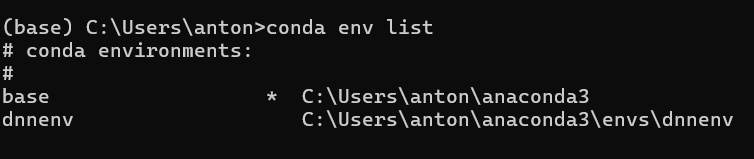 (base) C:\Users\anton>conda env list
# conda environments:
#
base                  *  C:\Users\anton\anaconda3
dnnenv                   C:\Users\anton\anaconda3\envs\dnnenv